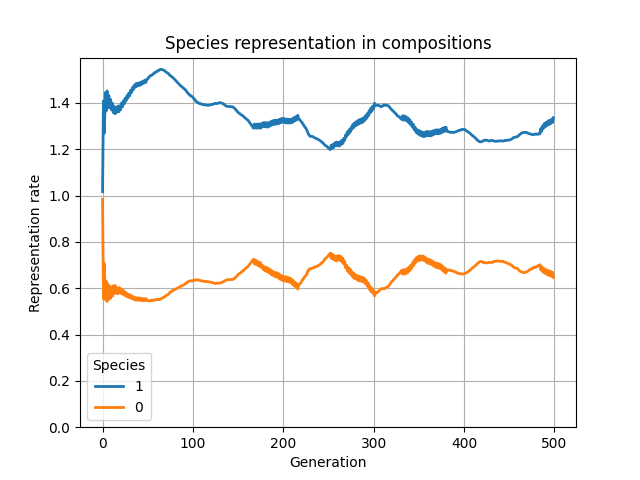 Species representation in compositions
Representation rate
1.4
1.2
1.0
0.8
0.6
0.4
0.2
0.0
Species
1
0
0 100 200 300 400 500
Generation